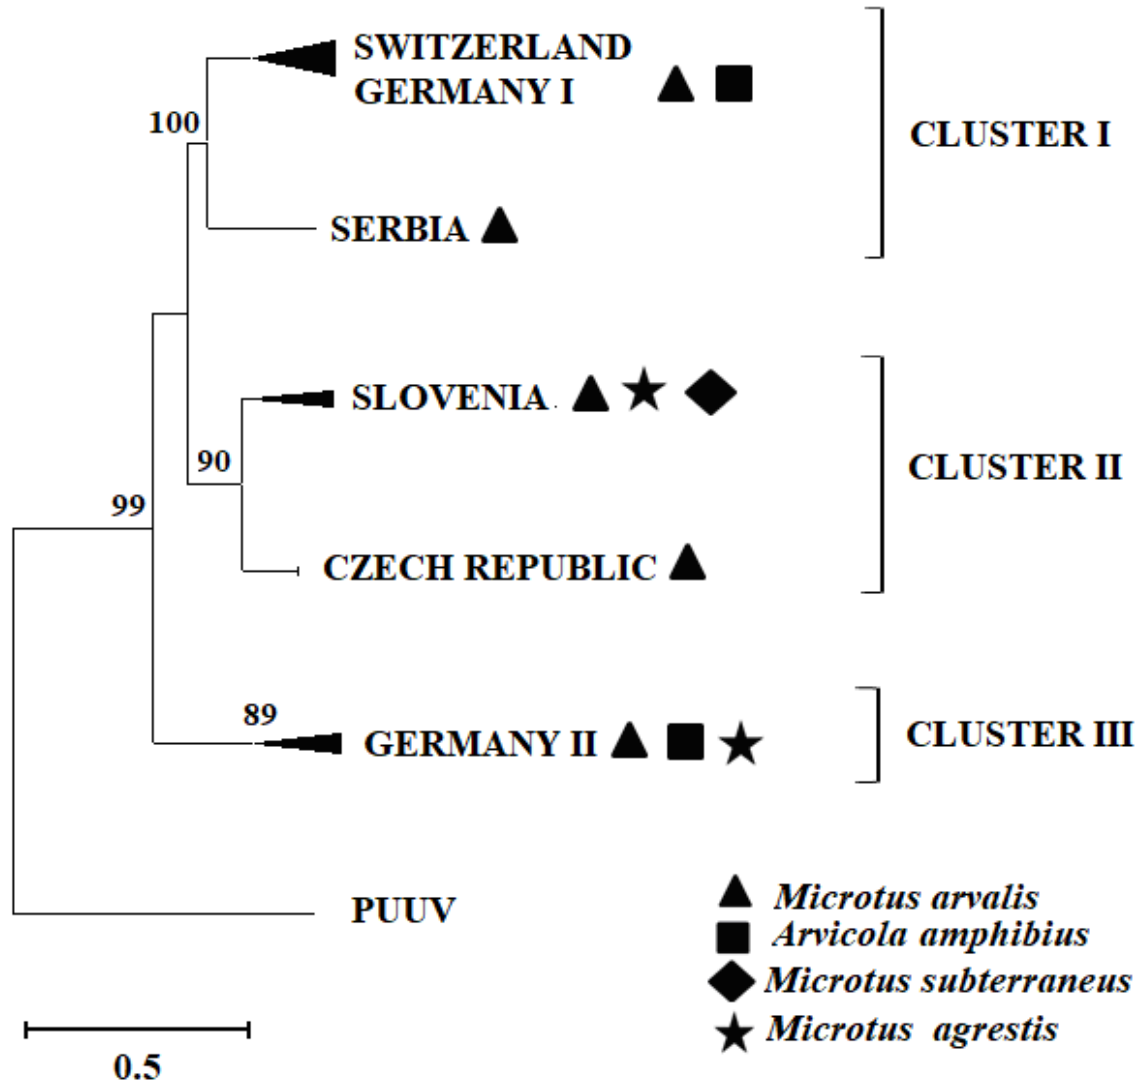 SWITZERLAND
GERMANY I
100
CLUSTER I
SERBIA
SLOVENIA
90
CLUSTER II
99
CZECH REPUBLIC
89
GERMANY II
CLUSTER III
PUUV
Microtus arvalis
Arvicola amphibius
Microtus subterraneus
Microtus agrestis
0.5